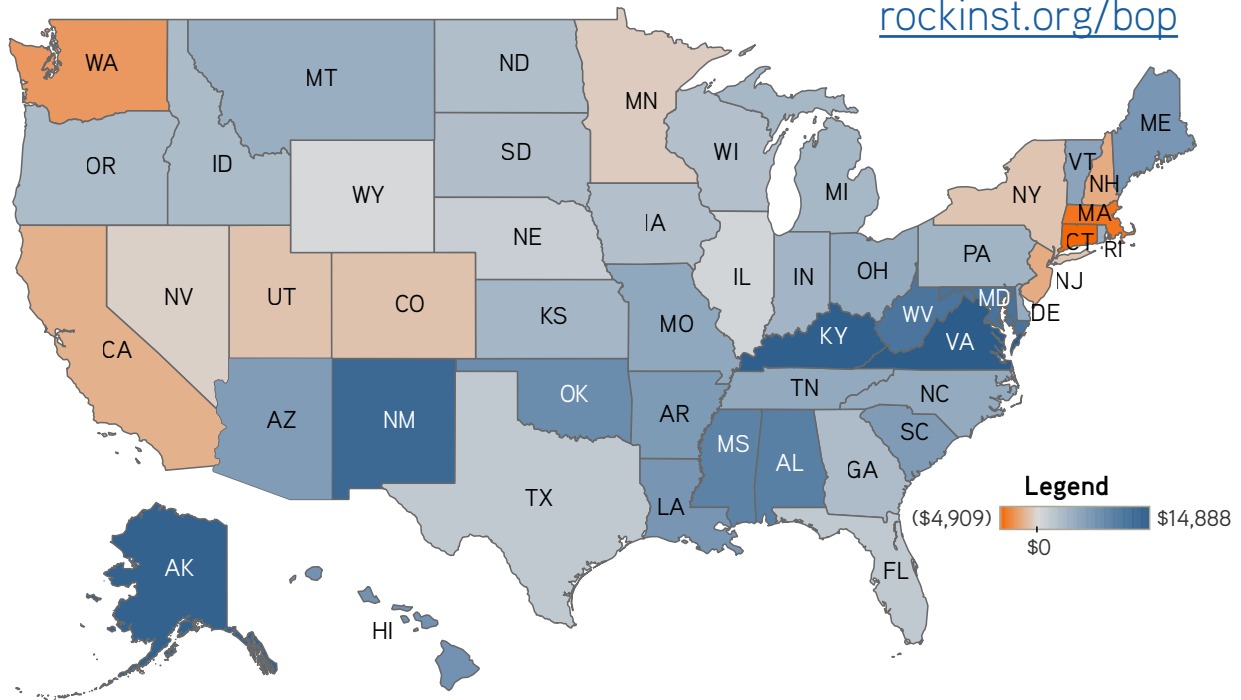 rockinst.org/bop
WA
MT
ND
MN
ME
OR
ID
SD
WI
VT
NH
WY
MI
NY
MA
NE
IA
CT
RI
NV
UT
CO
IL
IN
OH
PA
NJ
CA
KS
MO
KY
WV
MD
DE
VA
AZ
NM
OK
AR
TN
NC
TX
LA
MS
AL
GA
SC
AK
HI
FL
Legend
($4,909)
$14,888
$0